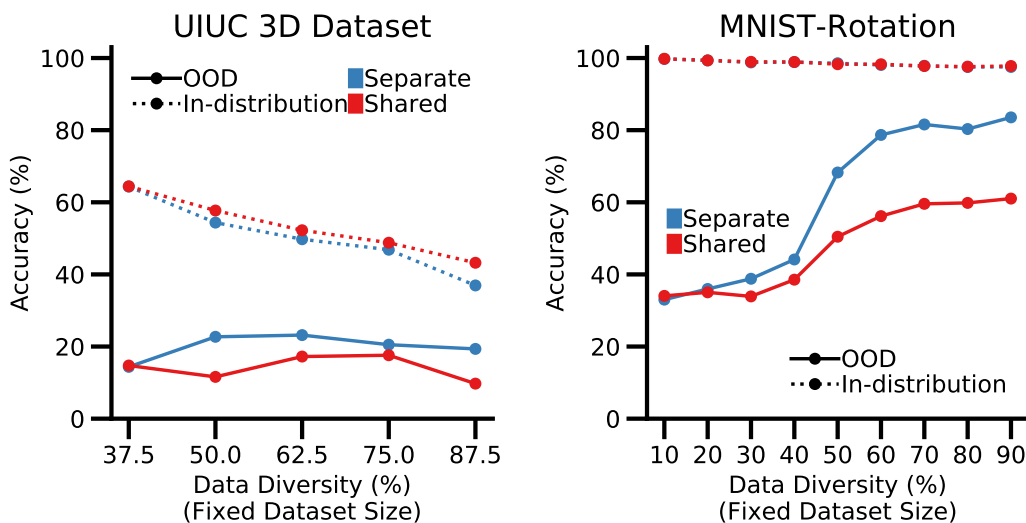 UIUC 3D Dataset
100
80
60
40
20
0
Accuracy (%)
OOD
In-distribution
Separate
Shared
37.5 50.0 62.5 75.0 87.5
Data Diversity (%)
(Fixed Dataset Size)
MNIST-Rotation
100
80
60
40
20
0
Accuracy (%)
Separate
Shared
OOD
In-distribution
10 20 30 40 50 60 70 80 90
Data Diversity (%)
(Fixed Dataset Size)